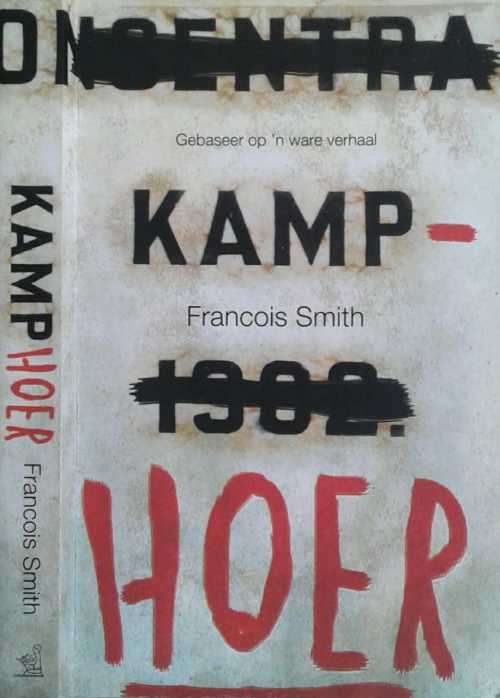 ONSENTRA
Gebaseer op 'n ware verhaal
KAMP-
Francois Smith
1902.
HOER
KAMPHOER
Francois Smith